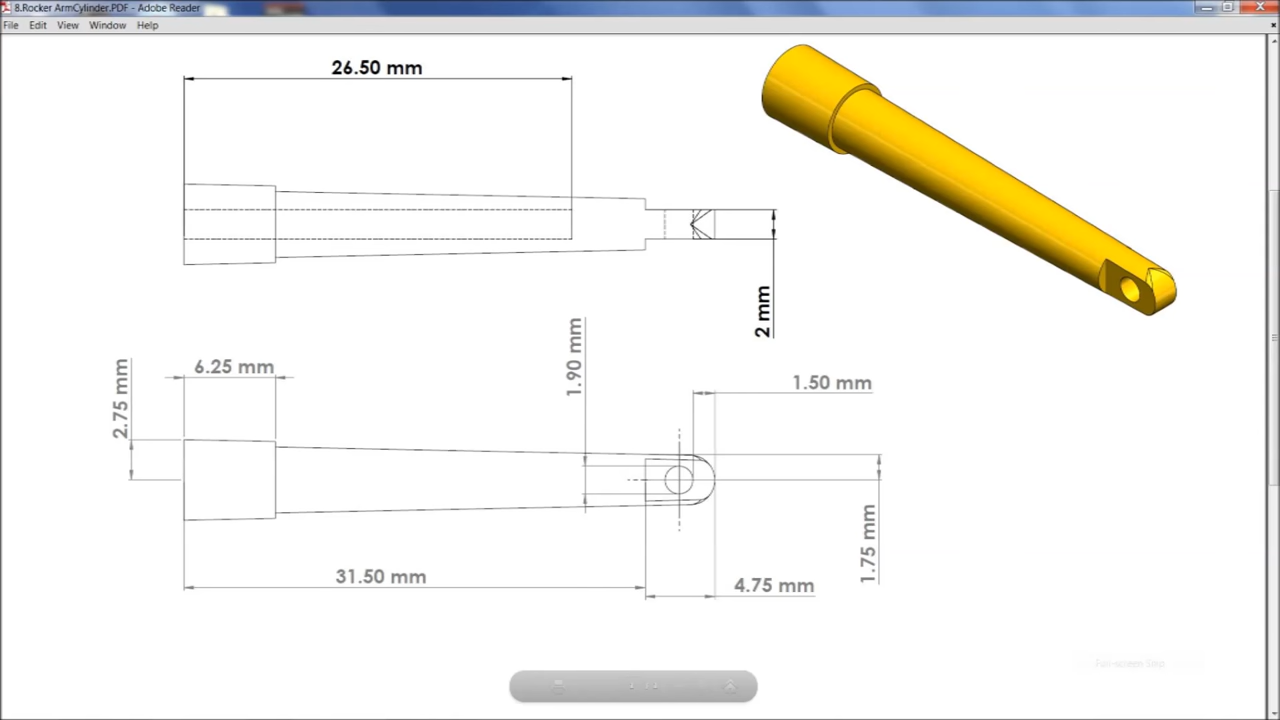 8.Rocker ArmCylinder.PDF - Adobe Reader
File Edit View Window Help
26.50 mm
2 mm
6.25 mm
2.75 mm
1.90 mm
1.50 mm
1.75 mm
31.50 mm
4.75 mm